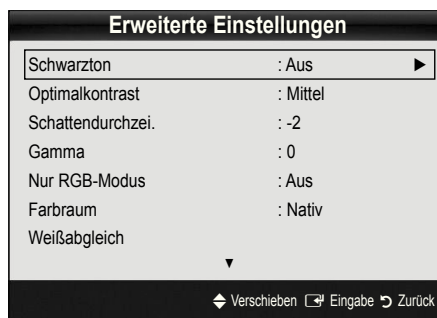 Erweiterte Einstellungen
Schwarzton : Aus ▶
Optimalkontrast : Mittel
Schattendurchzei. : -2
Gamma : 0
Nur RGB-Modus : Aus
Farbraum : Nativ
Weißabgleich
▼
Verschieben Eingabe Zurück